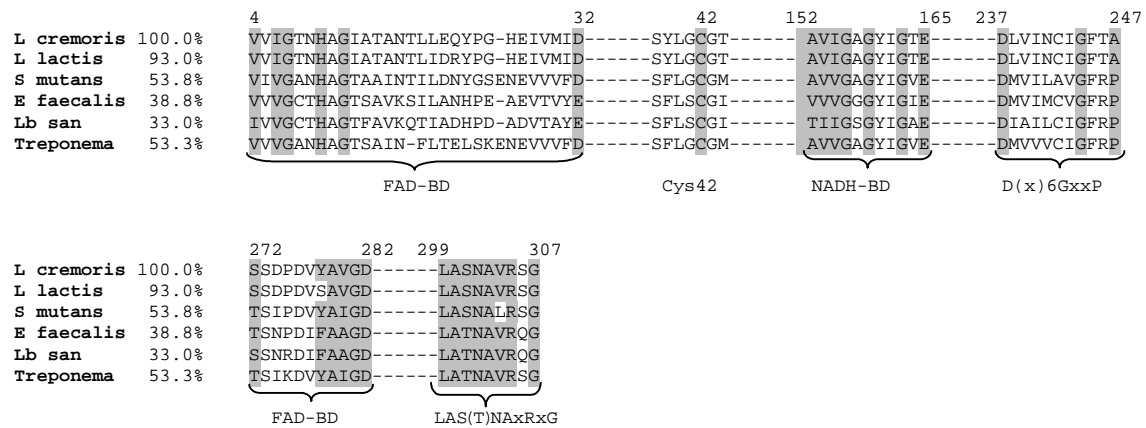 4 32 42 152 165 237 247
L cremoris 100.0% VVIGTNHAGIATANTLLEQYPG-HEIVMID------SYLGCGT------AVIGAGYIGTE------DLVINCIGFTA
L lactis 93.0% VVIGTNHAGIATANTLIDRYPG-HEIVMID------SYLGCGT------AVIGAGYIGTE------DLVINCIGFTA
S mutans 53.8% VIVGANHAGTAAINTILDNYGSENEVVVFD------SFLGCGM------AVVGAGYIGVE------DMVILAVGFRP
E faecalis 38.8% VVVGCTHAGTSAVKSILANHPE-AEVTVYE------SFLSCGI------VVVGGGYIGIE------DMVIMCVGFRP
Lb san 33.0% IVVGCTHAGTFAVKQTIADHPD-ADVTAYE------SFLSCGI------TIIGSGYIGAE------DIAILCIGFRP
Treponema 53.3% VVVGANHAGTSAIN-FLTELSKENEVVVFD------SFLGCGM------AVVGAGYIGVE------DMVVVCIGFRP
FAD-BD Cys42 NADH-BD D(x)6GxxP
272 282 299 307
L cremoris 100.0% SSDPDVYAVGD------LASNAVRSG
L lactis 93.0% SSDPDVSAVGD------LASNAVRSG
S mutans 53.8% TSIPDVYAIGD------LASNALRSG
E faecalis 38.8% TSNPDIFAAGD------LATNAVRQG
Lb san 33.0% SSNRDIFAAGD------LATNAVRQG
Treponema 53.3% TSIKDVYAIGD------LATNAVRSG
FAD-BD LAS(T)NAxRxG